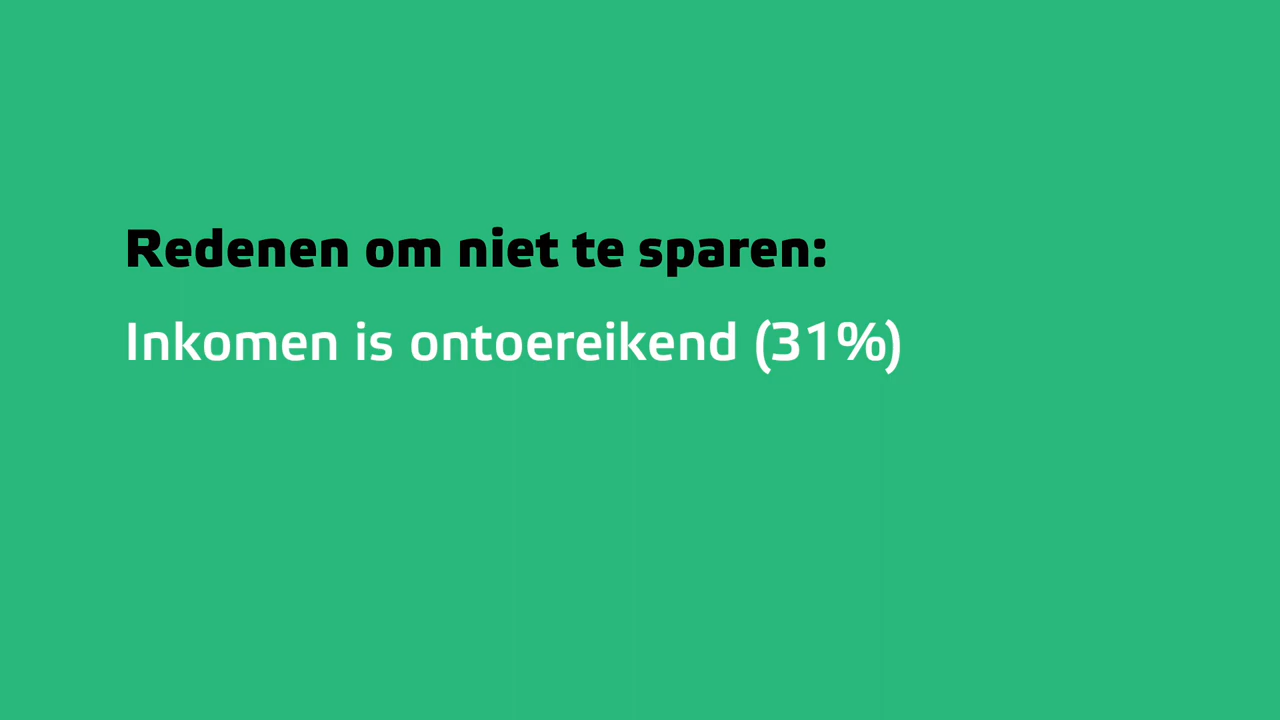 Redenen om niet te sparen:
Inkomen is ontoereikend (31%)